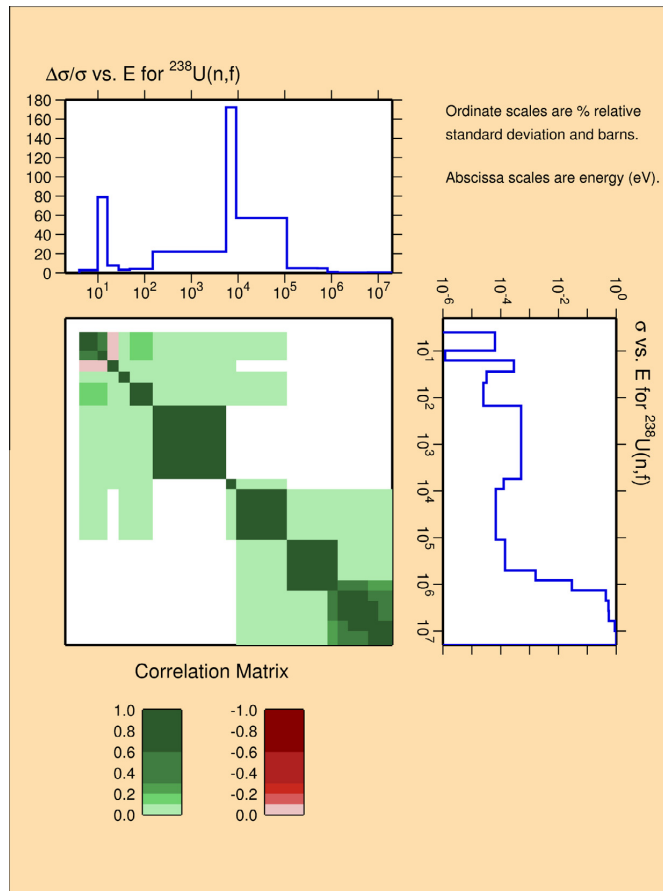 Δσ/σ vs. E for ²³⁸U(n,f)
180
160
140
120
100
80
60
40
20
0
10¹ 10² 10³ 10⁴ 10⁵ 10⁶ 10⁷
Ordinate scales are % relative
standard deviation and barns.
Abscissa scales are energy (eV).
10⁻⁶ 10⁻⁴ 10⁻² 10⁰
σ vs. E for ²³⁸U(n,f)
10¹
10²
10³
10⁴
10⁵
10⁶
10⁷
Correlation Matrix
1.0 -1.0
0.8 -0.8
0.6 -0.6
0.4 -0.4
0.2 -0.2
0.0 0.0